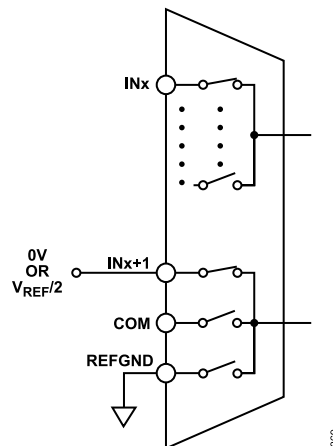 INx
0V
OR
VREF/2
INx+1
COM
REFGND